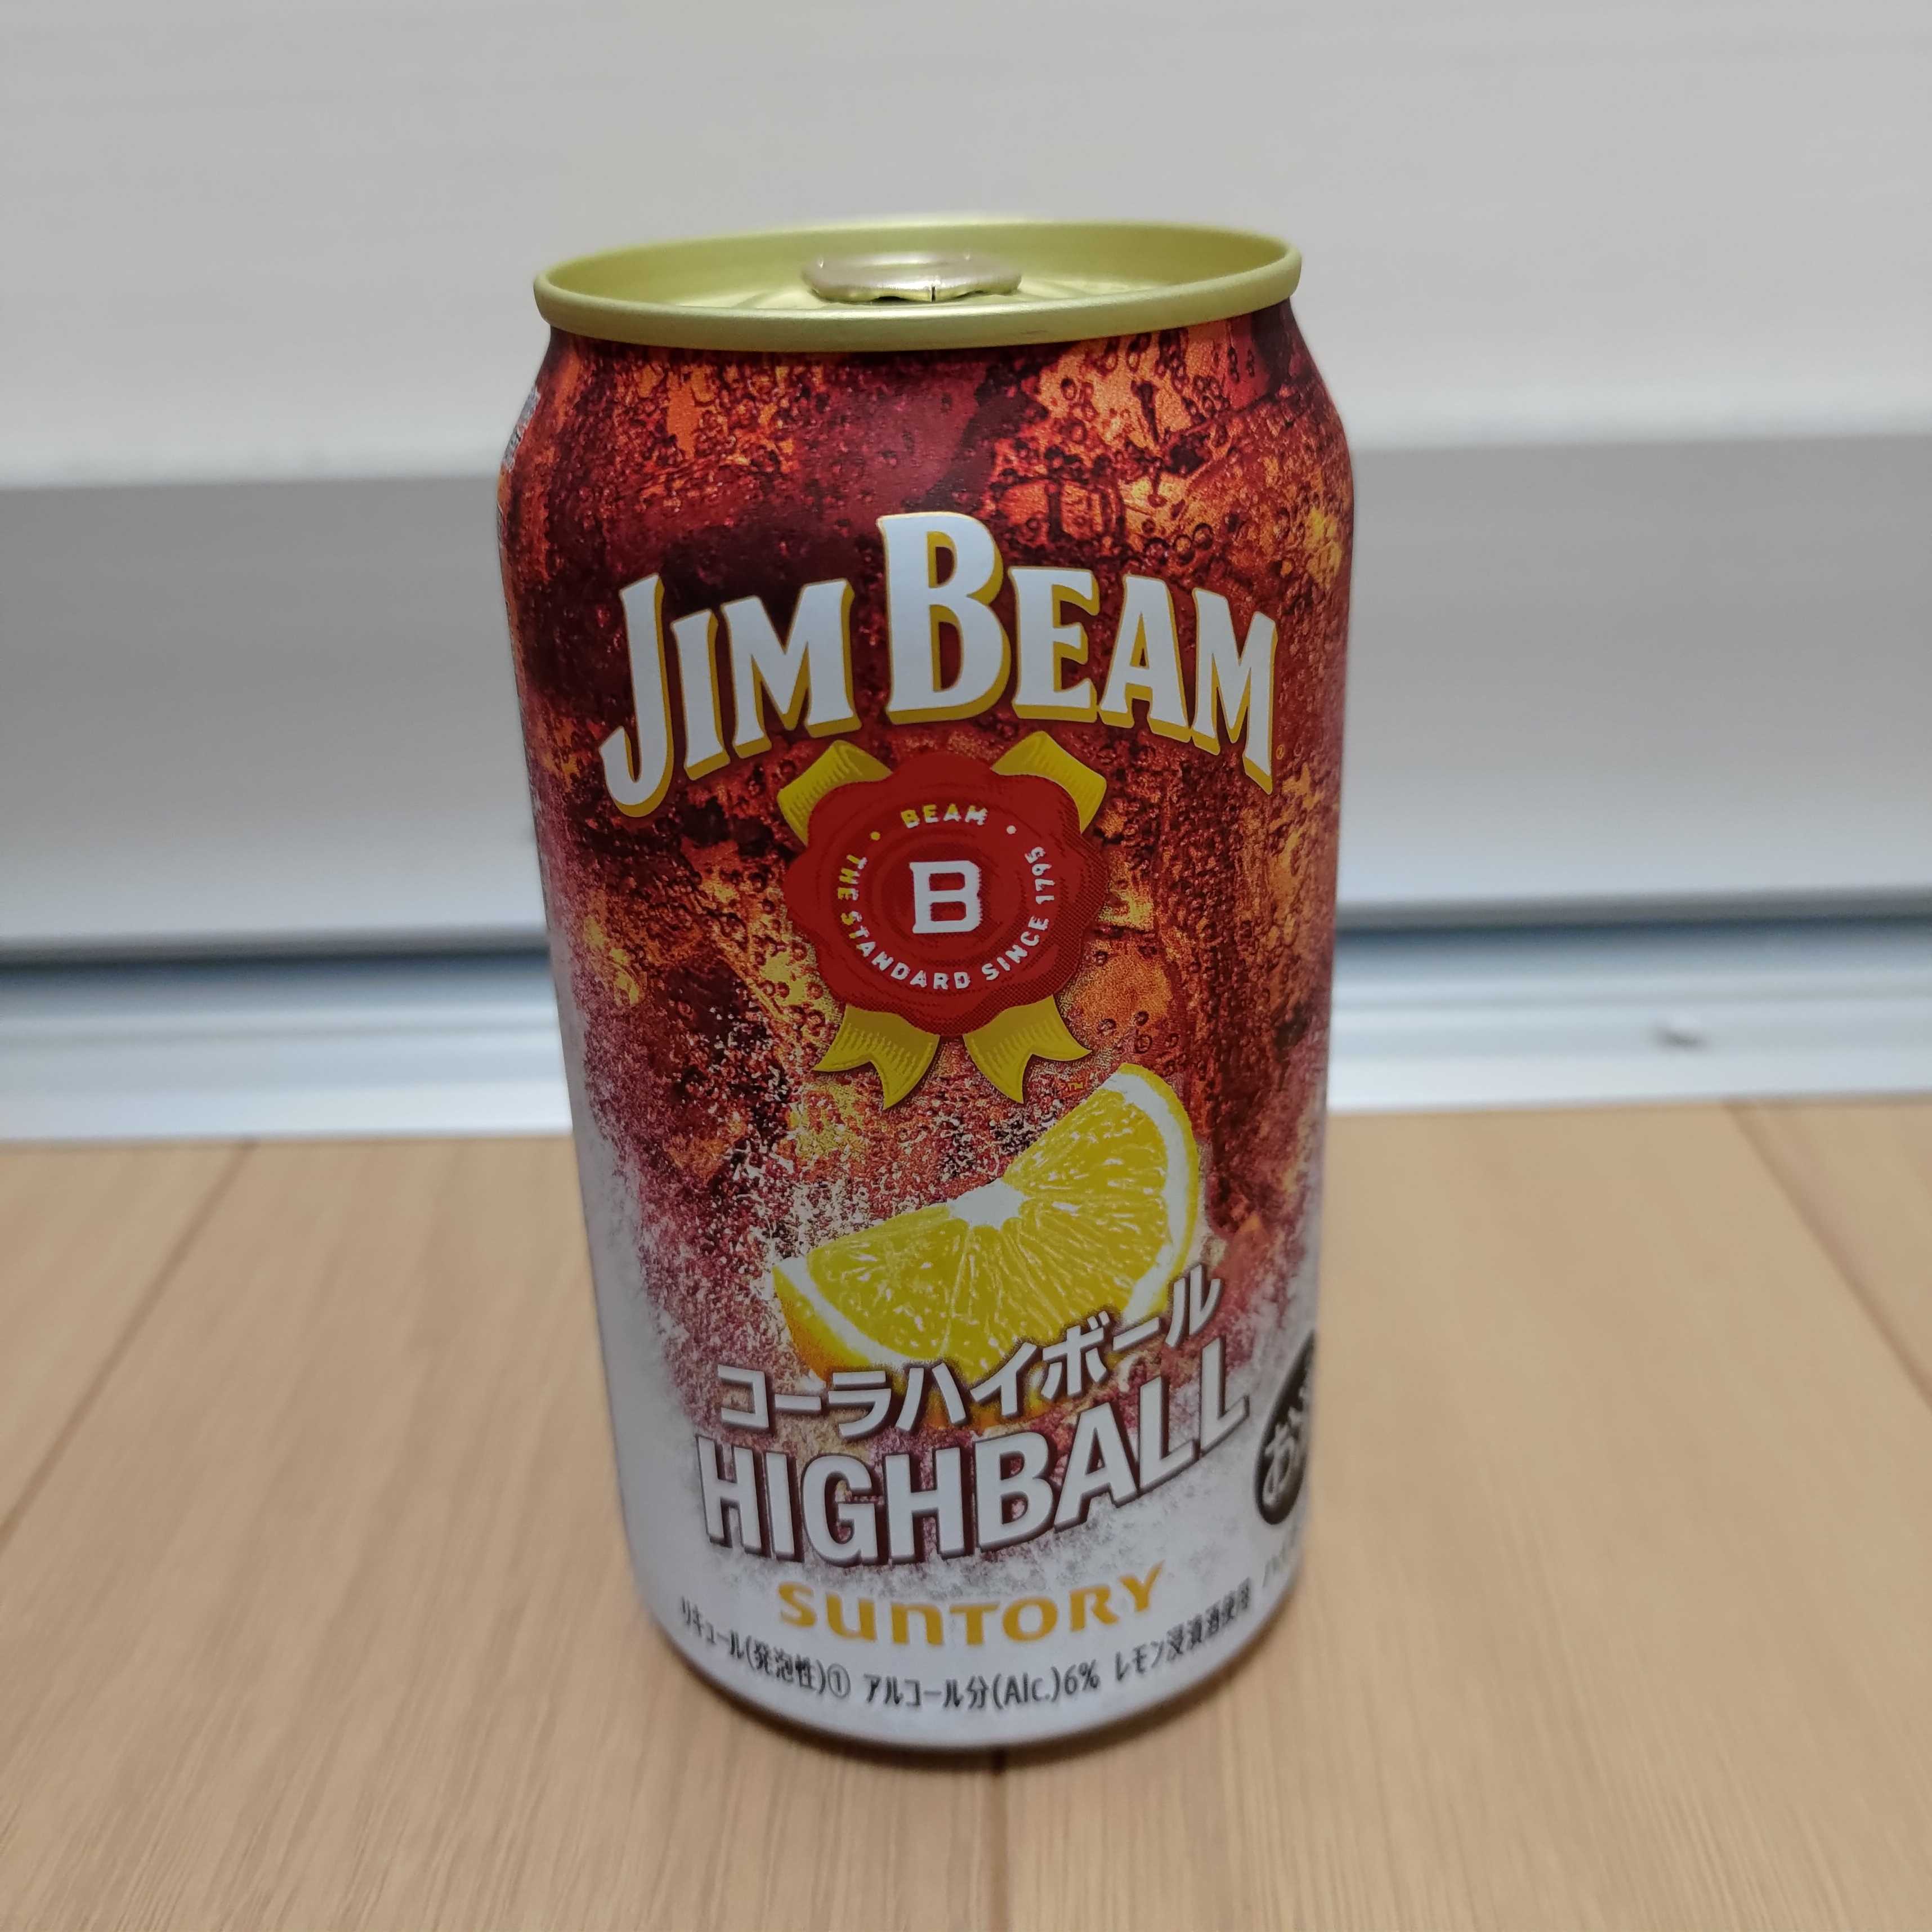 JIM BEAM
BEAM
B
THE STANDARD SINCE 1795
コーラハイボール
HIGHBALL
お
SUNTORY
リキュール(発泡性)① アルコール分(Alc.)6% レモン浸漬酒使用